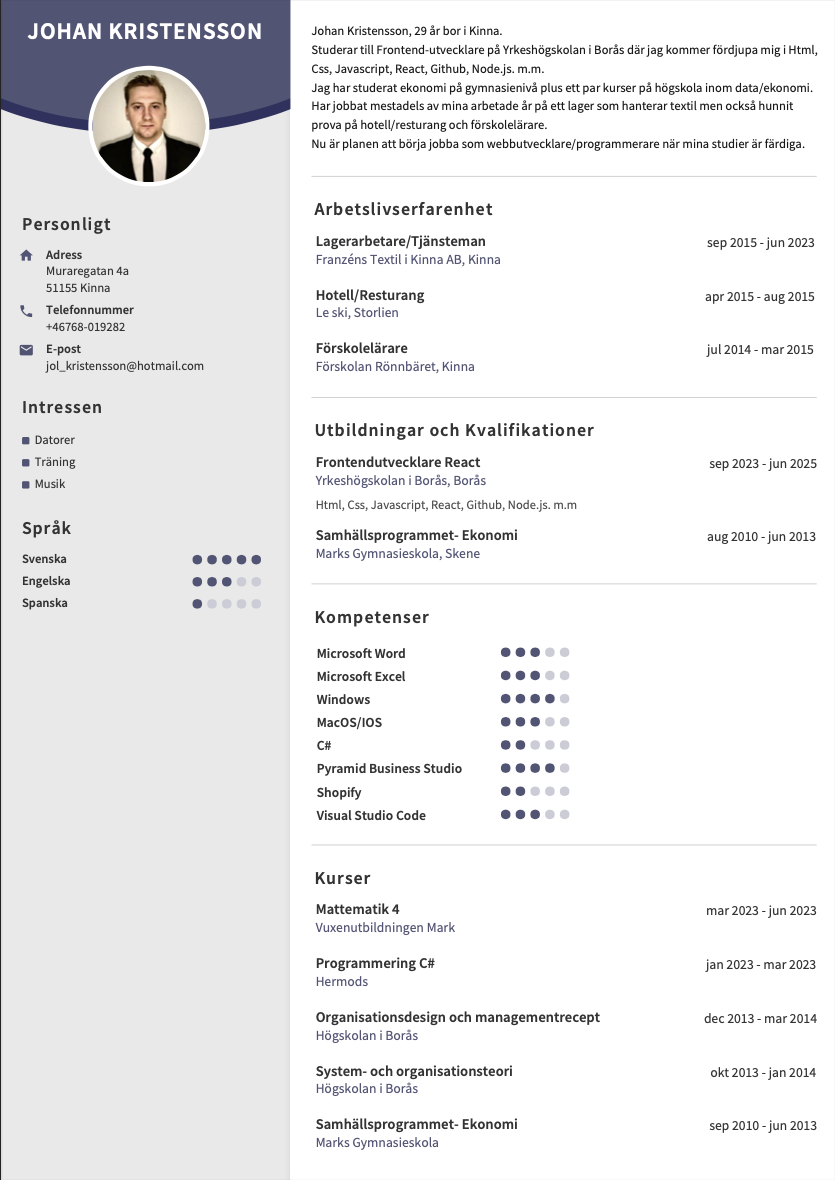 JOHAN KRISTENSSON
Personligt
Adress
Muraregatan 4a
51155 Kinna
Telefonnummer
+46768-019282
E-post
jol_kristensson@hotmail.com
Intressen
Datorer
Träning
Musik
Språk
Svenska
Engelska
Spanska
Johan Kristensson, 29 år bor i Kinna.
Studerar till Frontend-utvecklare på Yrkeshögskolan i Borås där jag kommer fördjupa mig i Html,
Css, Javascript, React, Github, Node.js. m.m.
Jag har studerat ekonomi på gymnasienivå plus ett par kurser på högskola inom data/ekonomi.
Har jobbat mestadels av mina arbetade år på ett lager som hanterar textil men också hunnit
prova på hotell/resturang och förskolelärare.
Nu är planen att börja jobba som webbutvecklare/programmerare när mina studier är färdiga.
Arbetslivserfarenhet
Lagerarbetare/Tjänsteman sep 2015 - jun 2023
Franzéns Textil i Kinna AB, Kinna
Hotell/Resturang apr 2015 - aug 2015
Le ski, Storlien
Förskolelärare jul 2014 - mar 2015
Förskolan Rönnbäret, Kinna
Utbildningar och Kvalifikationer
Frontendutvecklare React sep 2023 - jun 2025
Yrkeshögskolan i Borås, Borås
Html, Css, Javascript, React, Github, Node.js. m.m
Samhällsprogrammet- Ekonomi aug 2010 - jun 2013
Marks Gymnasieskola, Skene
Kompetenser
Microsoft Word
Microsoft Excel
Windows
MacOS/IOS
C#
Pyramid Business Studio
Shopify
Visual Studio Code
Kurser
Mattematik 4 mar 2023 - jun 2023
Vuxenutbildningen Mark
Programmering C# jan 2023 - mar 2023
Hermods
Organisationsdesign och managementrecept dec 2013 - mar 2014
Högskolan i Borås
System- och organisationsteori okt 2013 - jan 2014
Högskolan i Borås
Samhällsprogrammet- Ekonomi sep 2010 - jun 2013
Marks Gymnasieskola